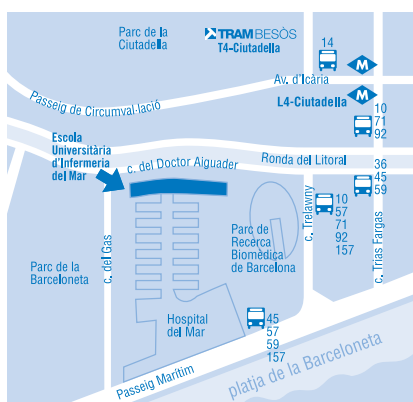 Parc de la
Ciutadella
TRAMBESÒS
T4-Ciutadella
14
M
Av. d'Icària
Passeig de Circumval·lació
L4-Ciutadella
M
10
71
92
Escola
Universitària
d'Infermeria
del Mar
c. del Doctor Aiguader
Ronda del Litoral
36
45
59
c. Trelawny
10
57
71
92
157
c. Trias Fargas
Parc de
Recerca
Biomèdica
de Barcelona
c. del Gas
Parc de la
Barceloneta
Hospital
del Mar
45
57
59
157
Passeig Marítim
platja de la Barceloneta